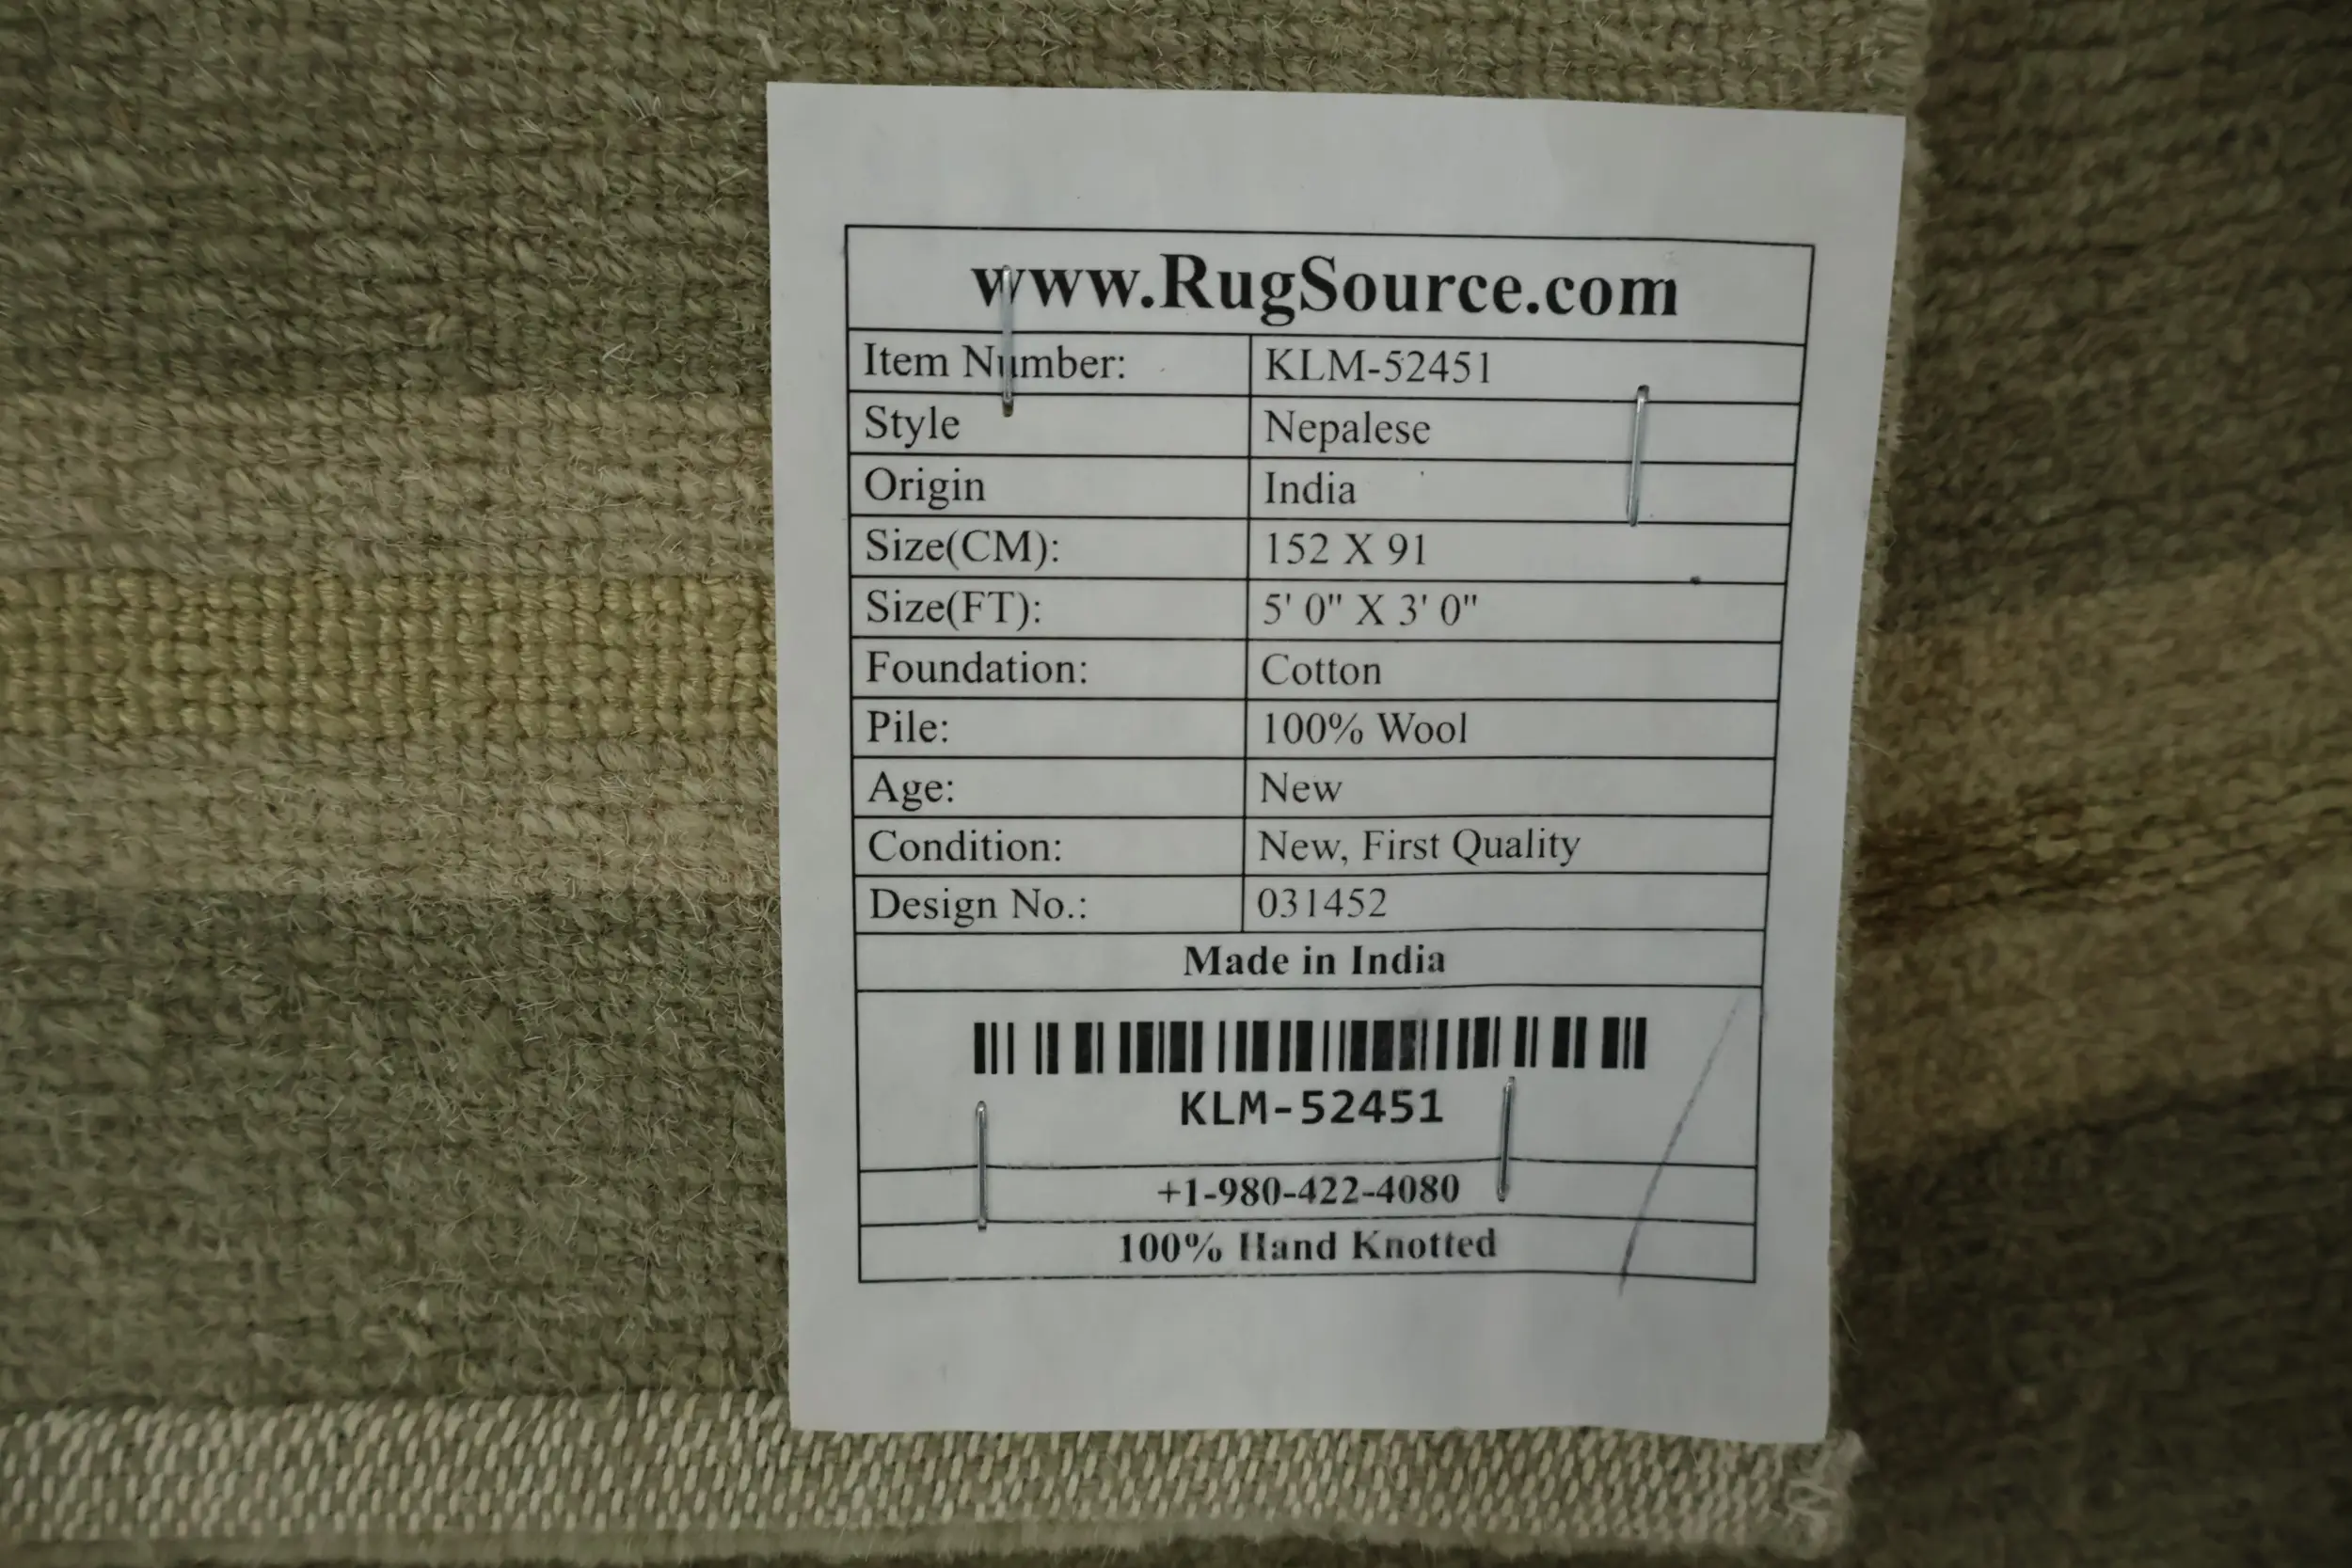 www.RugSource.com
Item Number: KLM-52451
Style Nepalese
Origin India
Size(CM): 152 X 91
Size(FT): 5' 0" X 3' 0"
Foundation: Cotton
Pile: 100% Wool
Age: New
Condition: New, First Quality
Design No.: 031452
Made in India
KLM-52451
+1-980-422-4080
100% Hand Knotted